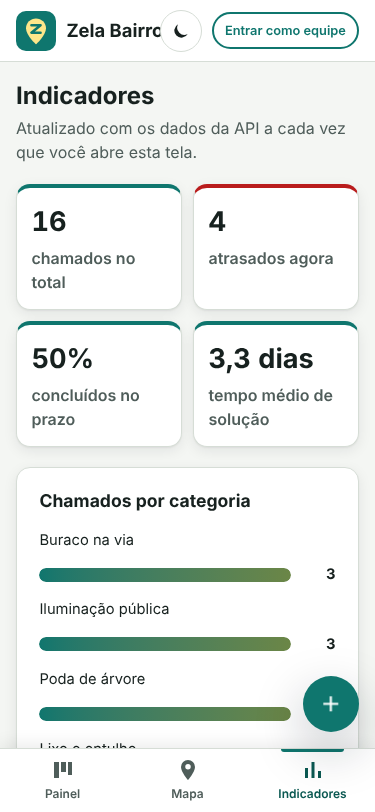 Zela Bairro
Entrar como equipe
Indicadores
Atualizado com os dados da API a cada vez
que você abre esta tela.
16
chamados no
total
4
atrasados agora
50%
concluídos no
prazo
3,3 dias
tempo médio de
solução
Chamados por categoria
Buraco na via
3
Iluminação pública
3
Poda de árvore
Lixo e entulho
Painel
Mapa
Indicadores